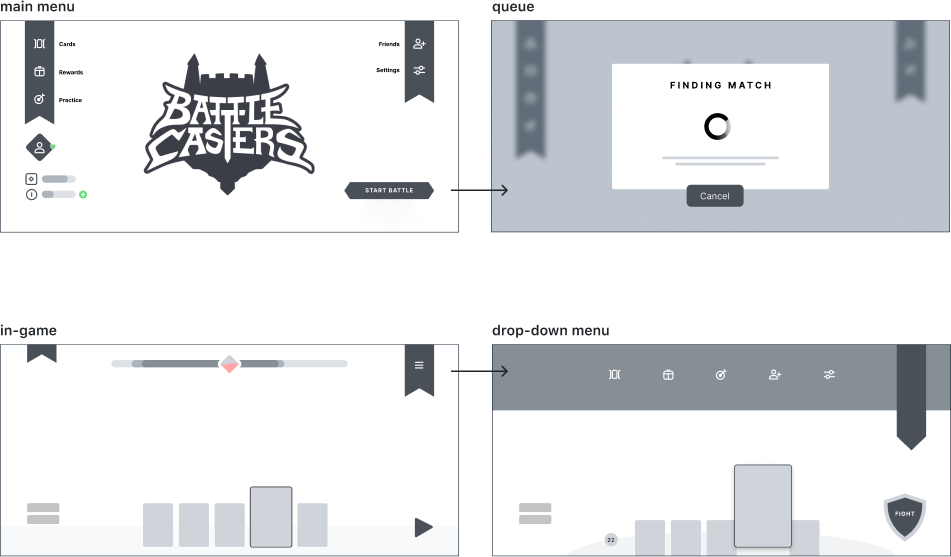 main menu
queue
Cards
Rewards
Practice
Friends
Settings
BATTLE
CASTERS
START BATTLE
FINDING MATCH
Cancel
in-game
drop-down menu
22
FIGHT